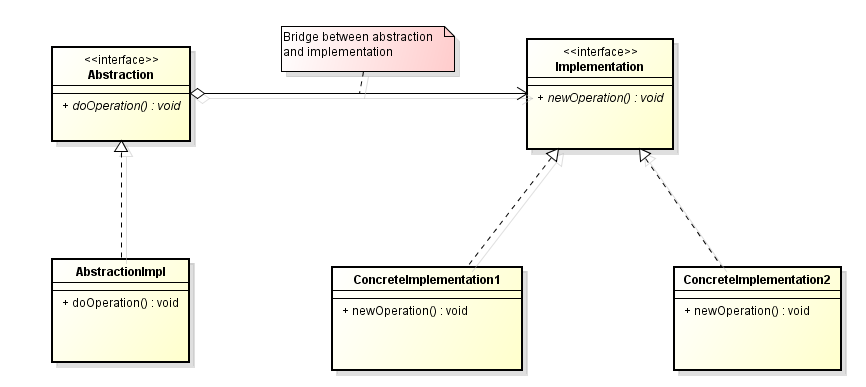 Bridge between abstraction
and implementation
<<interface>>
Abstraction
+ doOperation() : void
<<interface>>
Implementation
+ newOperation() : void
AbstractionImpl
+ doOperation() : void
ConcreteImplementation1
+ newOperation() : void
ConcreteImplementation2
+ newOperation() : void